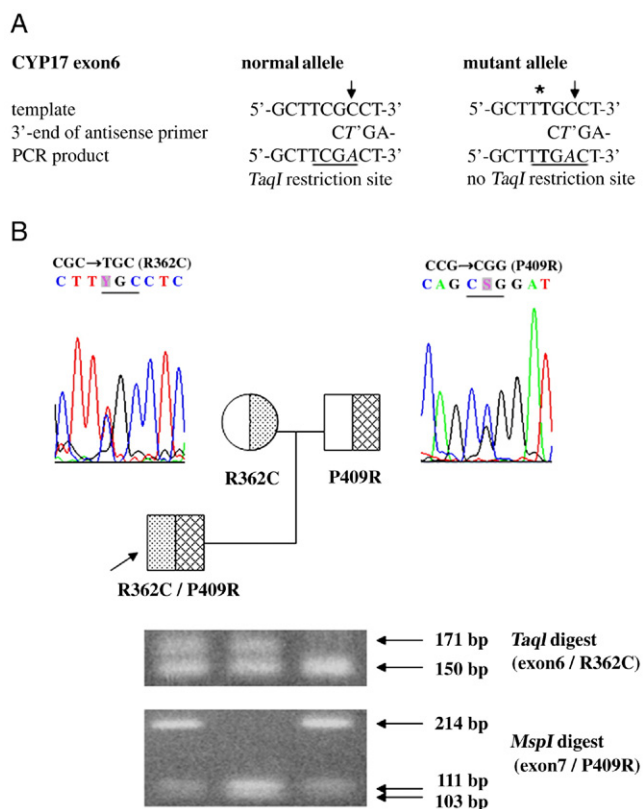 A
CYP17 exon6 normal allele mutant allele
*
template 5’-GCTTCGCCT-3’ 5’-GCTTTGCCT-3’
3’-end of antisense primer CT’GA- CT’GA-
PCR product 5’-GCTTCGACT-3’ 5’-GCTTTGACT-3’
TaqI restriction site no TaqI restriction site
B
CGC→TGC (R362C)
C T T Y G C C T C
CCG→CGG (P409R)
C A G C S G G A T
R362C P409R
R362C / P409R
171 bp
150 bp
TaqI digest
(exon6 / R362C)
214 bp
111 bp
103 bp
MspI digest
(exon7 / P409R)